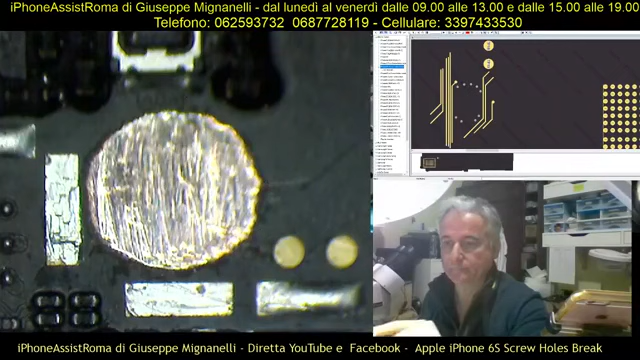 iPhoneAssistRoma di Giuseppe Mignanelli - dal lunedì al venerdì dalle 09.00 alle 13.00 e dalle 15.00 alle 19.00
Telefono: 062593732 0687728119 - Cellulare: 3397433530
iPhoneAssistRoma di Giuseppe Mignanelli - Diretta YouTube e Facebook - Apple iPhone 6S Screw Holes Break